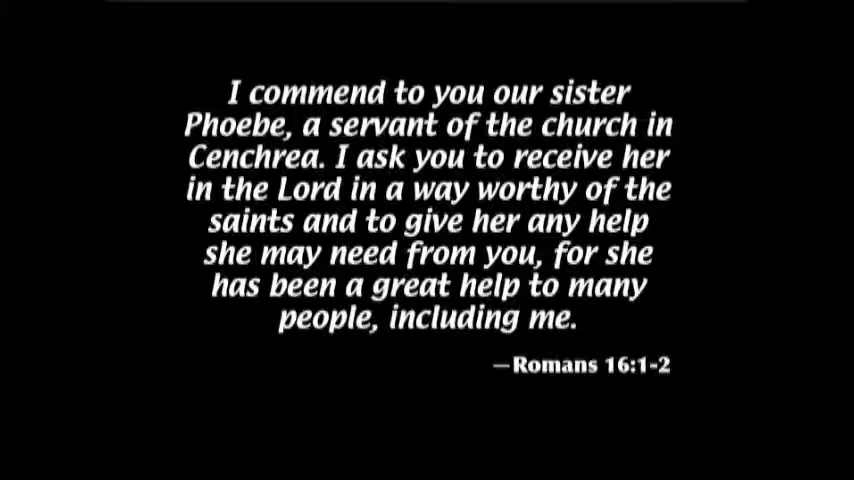 I commend to you our sister
Phoebe, a servant of the church in
Cenchrea. I ask you to receive her
in the Lord in a way worthy of the
saints and to give her any help
she may need from you, for she
has been a great help to many
people, including me.
—Romans 16:1-2